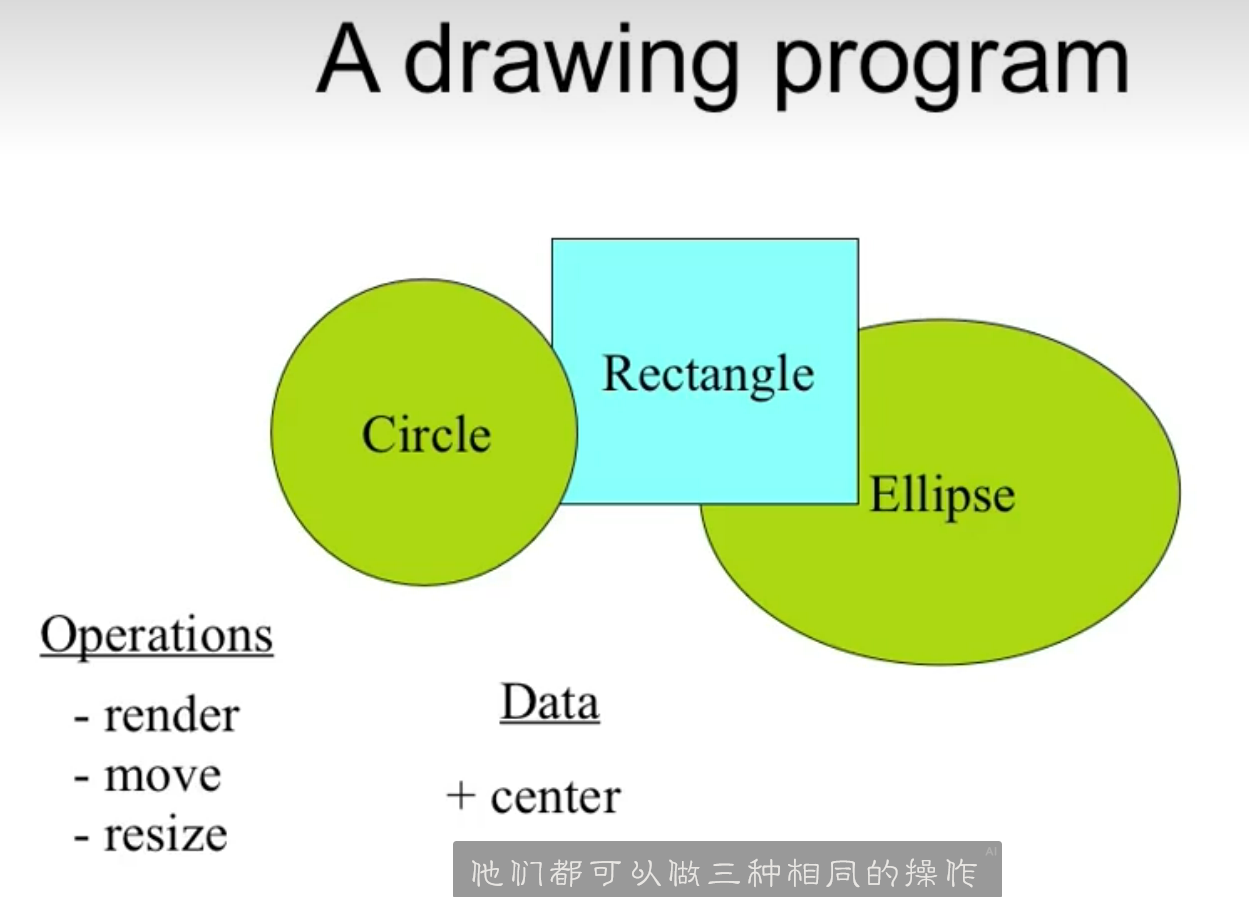 A drawing program
Rectangle
Circle
Ellipse
Operations
- render
- move
- resize
Data
+ center
AI
他们都可以做三种相同的操作